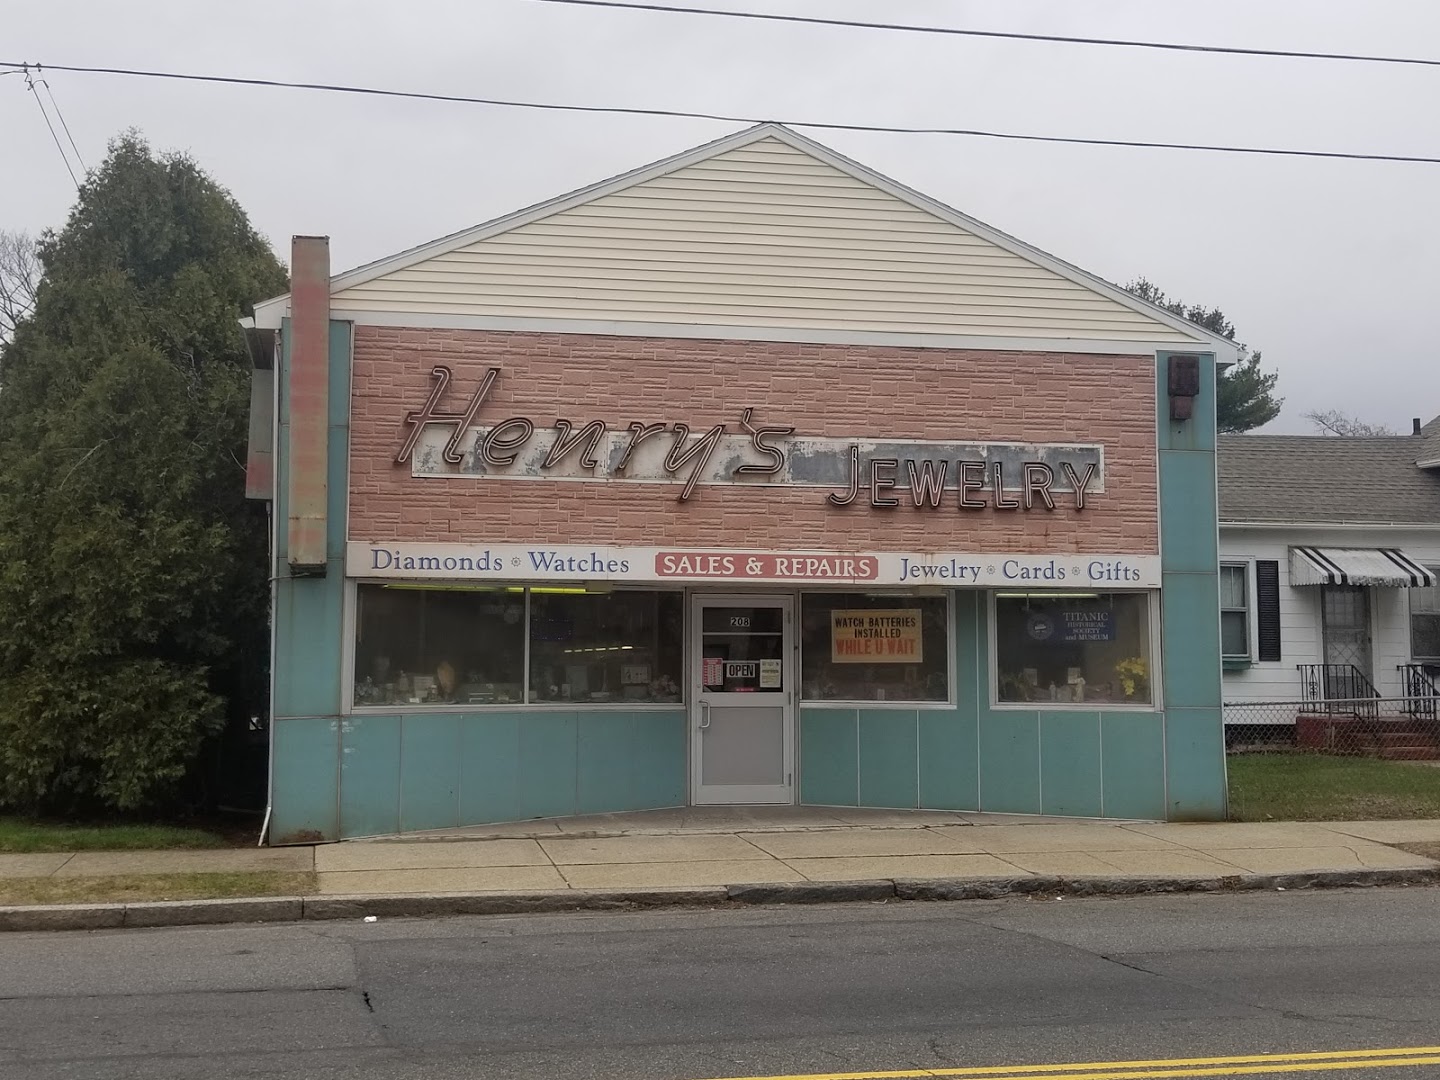 Henry's JEWELRY
Diamonds Watches SALES & REPAIRS Jewelry Cards Gifts
208
OPEN
WATCH BATTERIES
INSTALLED
WHILE U WAIT
TITANIC
HISTORICAL
SOCIETY
and MUSEUM